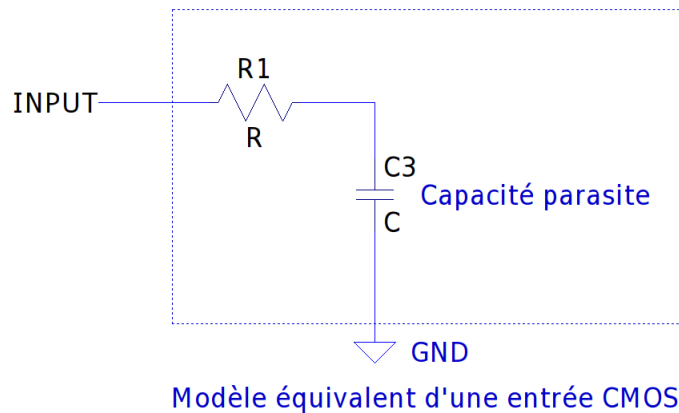 R1
INPUT
R
C3
Capacité parasite
C
GND
Modèle équivalent d'une entrée CMOS